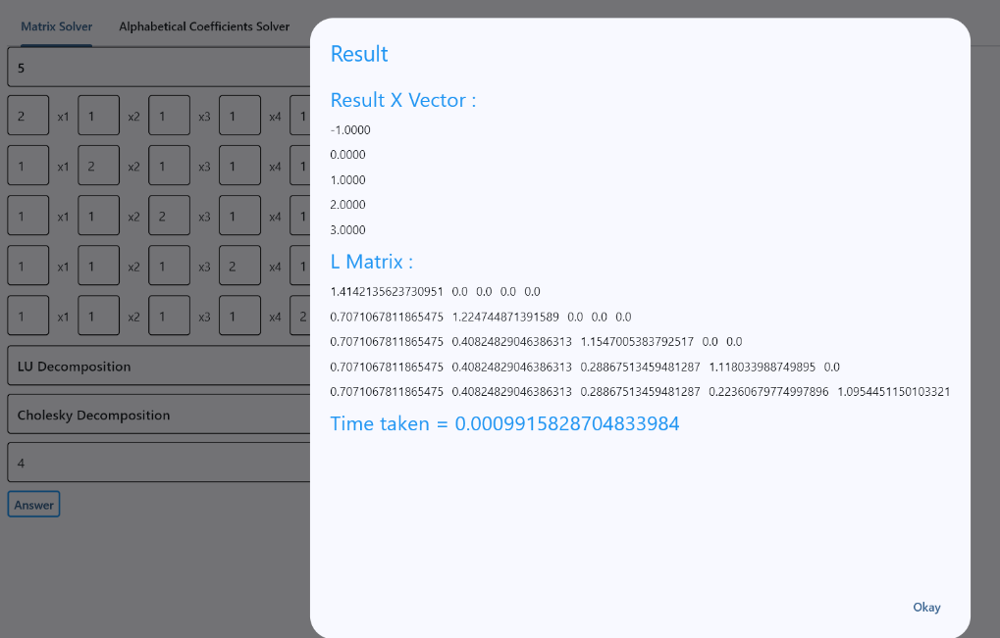 Matrix Solver Alphabetical Coefficients Solver
5
2 x1 1 x2 1 x3 1 x4 1
1 x1 2 x2 1 x3 1 x4 1
1 x1 1 x2 2 x3 1 x4 1
1 x1 1 x2 1 x3 2 x4 1
1 x1 1 x2 1 x3 1 x4 2
LU Decomposition
Cholesky Decomposition
4
Answer
Result
Result X Vector :
-1.0000
0.0000
1.0000
2.0000
3.0000
L Matrix :
1.4142135623730951 0.0 0.0 0.0 0.0
0.7071067811865475 1.224744871391589 0.0 0.0 0.0
0.7071067811865475 0.40824829046386313 1.1547005383792517 0.0 0.0
0.7071067811865475 0.40824829046386313 0.28867513459481287 1.118033988749895 0.0
0.7071067811865475 0.40824829046386313 0.28867513459481287 0.22360679774997896 1.0954451150103321
Time taken = 0.0009915828704833984
Okay